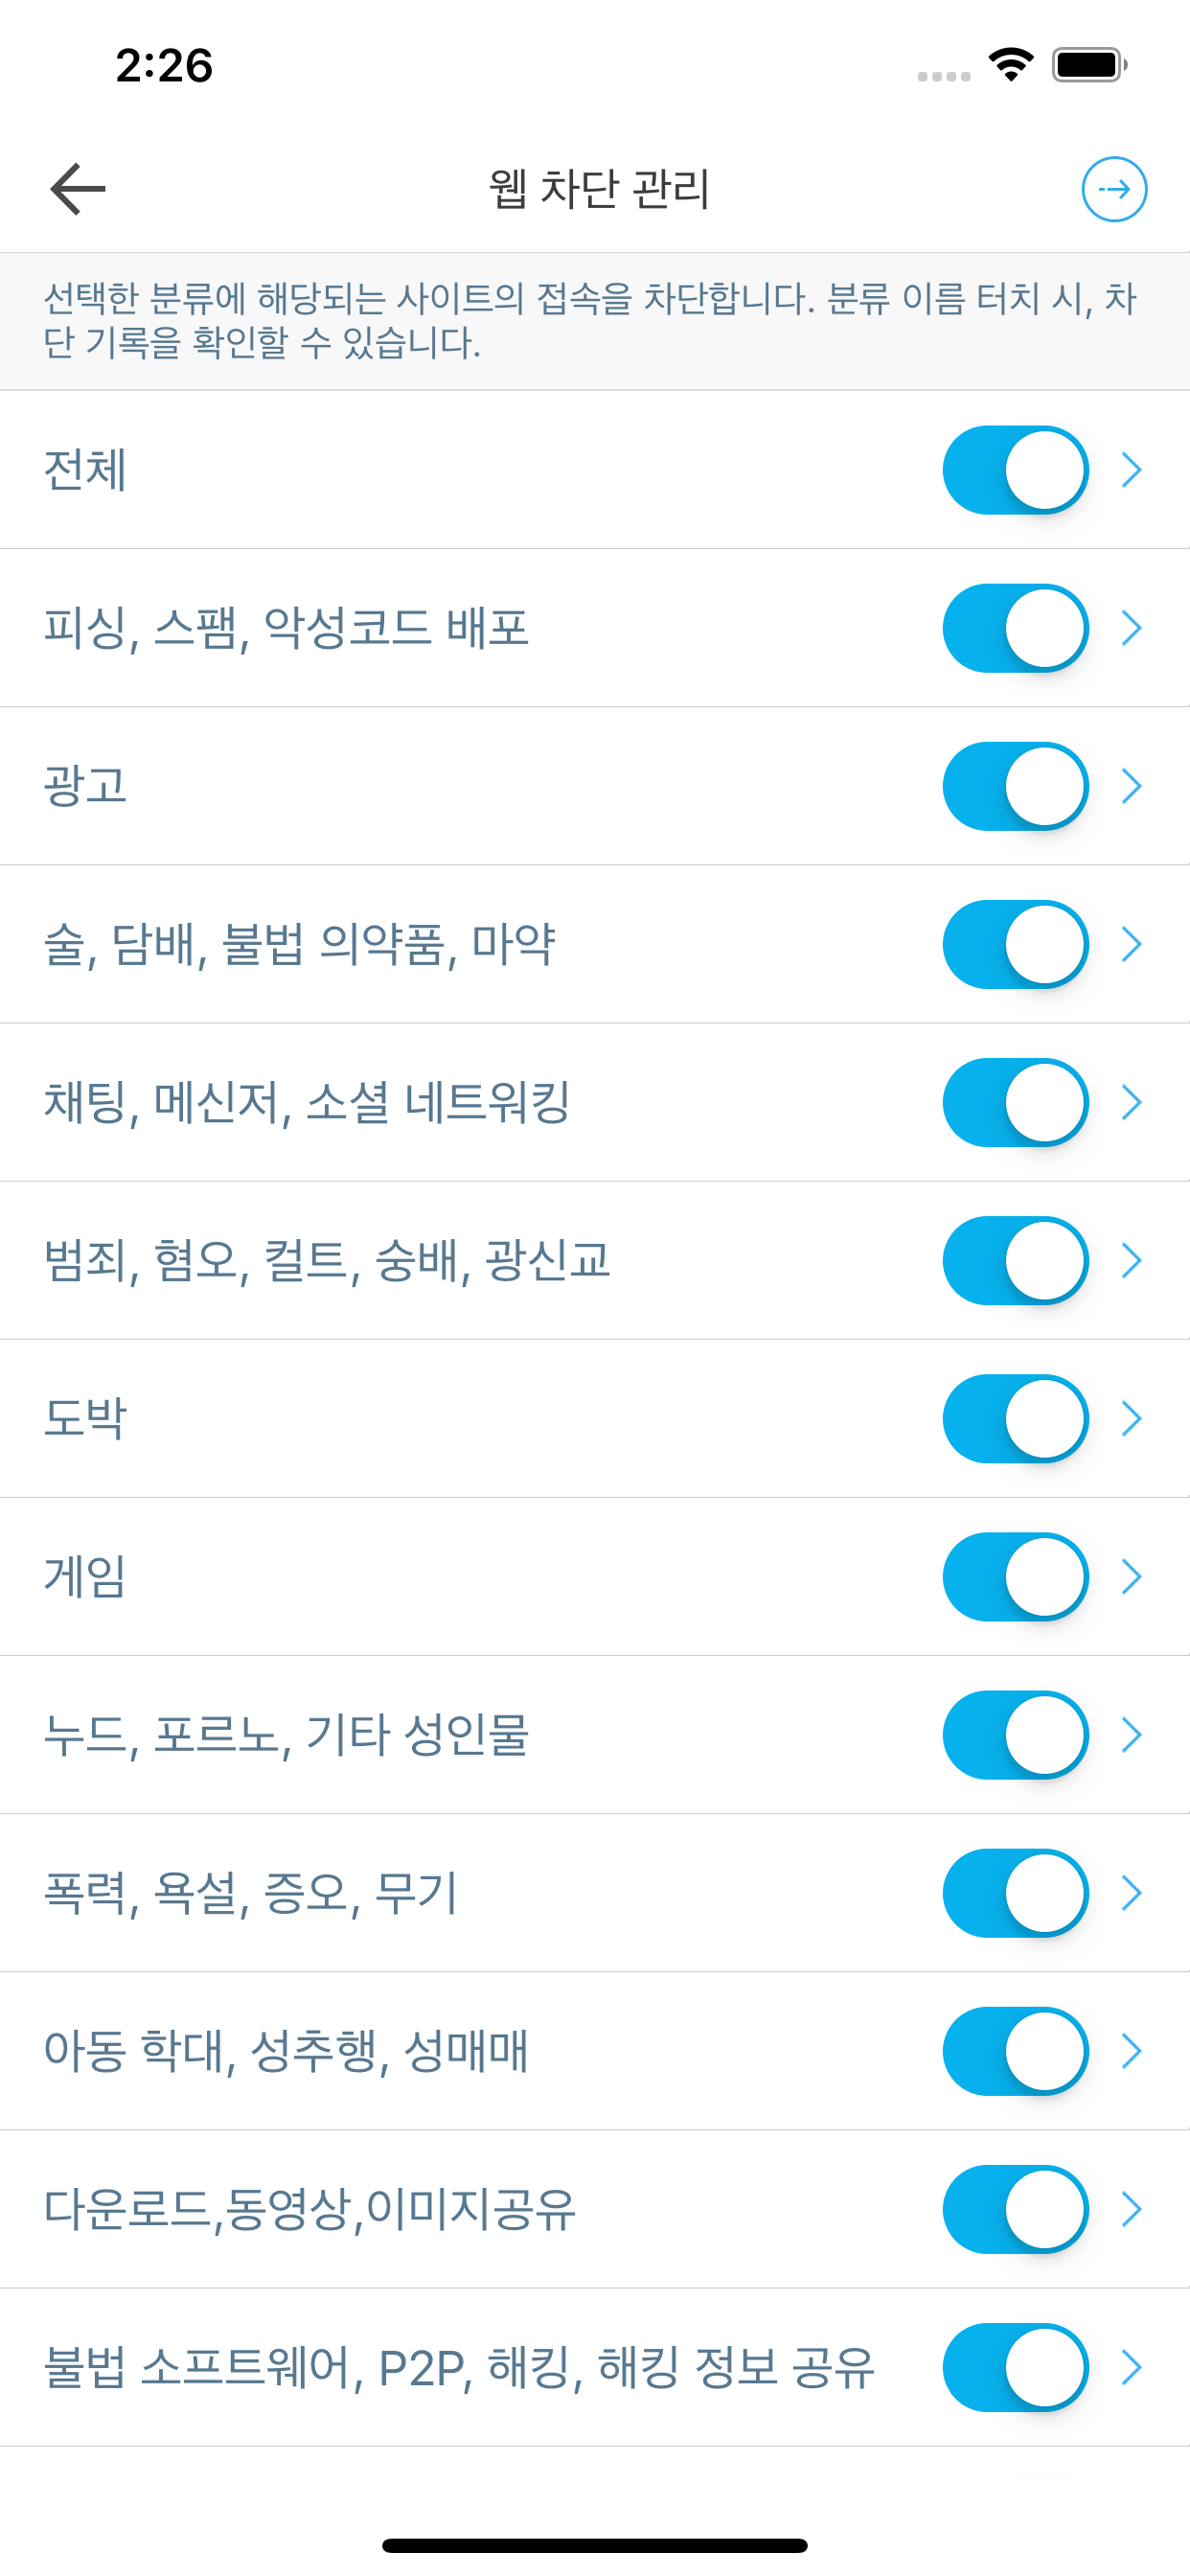 2:26
웹 차단 관리
선택한 분류에 해당되는 사이트의 접속을 차단합니다. 분류 이름 터치 시, 차
단 기록을 확인할 수 있습니다.
전체
피싱, 스팸, 악성코드 배포
광고
술, 담배, 불법 의약품, 마약
채팅, 메신저, 소셜 네트워킹
범죄, 혐오, 컬트, 숭배, 광신교
도박
게임
누드, 포르노, 기타 성인물
폭력, 욕설, 증오, 무기
아동 학대, 성추행, 성매매
다운로드,동영상,이미지공유
불법 소프트웨어, P2P, 해킹, 해킹 정보 공유